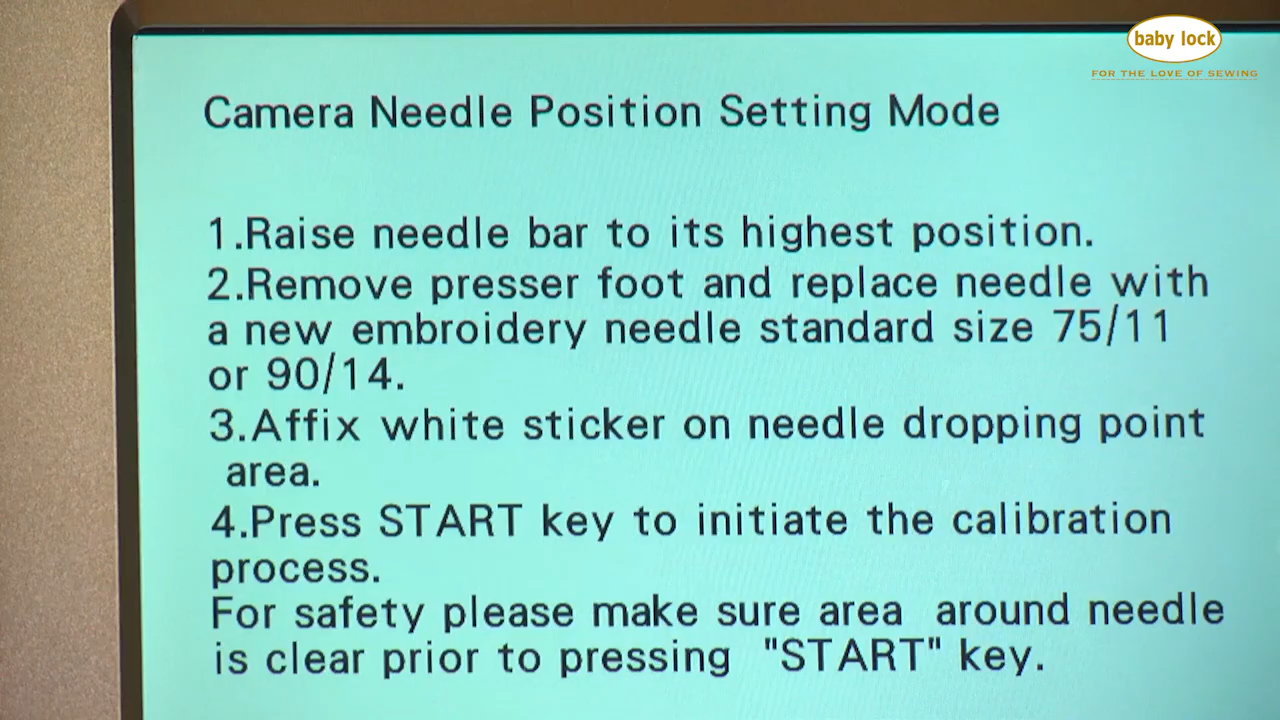 baby lock
FOR THE LOVE OF SEWING
Camera Needle Position Setting Mode
1.Raise needle bar to its highest position.
2.Remove presser foot and replace needle with
a new embroidery needle standard size 75/11
or 90/14.
3.Affix white sticker on needle dropping point
area.
4.Press START key to initiate the calibration
process.
For safety please make sure area around needle
is clear prior to pressing "START" key.